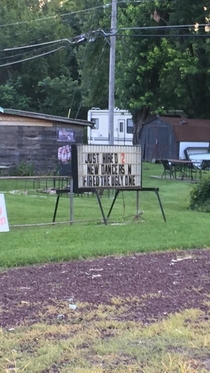 JUST HIRED 2
NEW DANCERS N
FIRED THE UGLY ONE